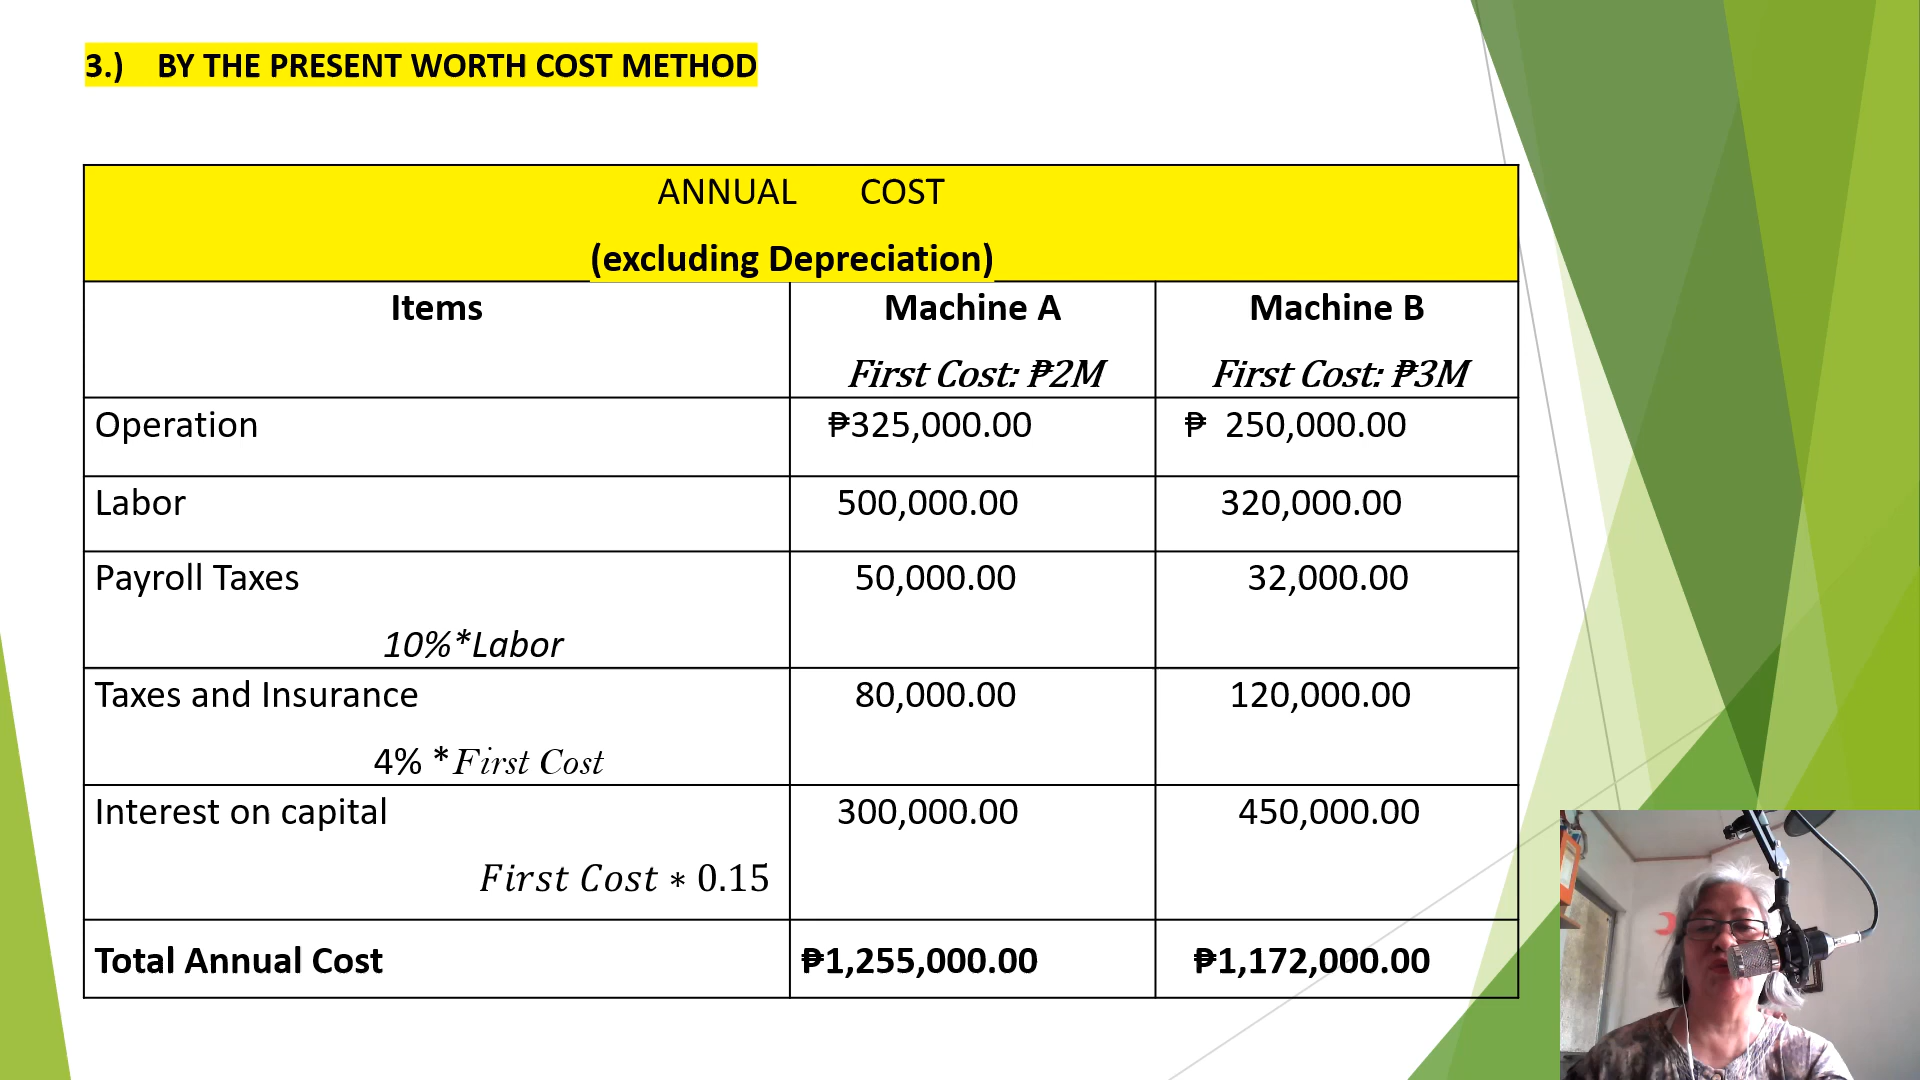 3.) BY THE PRESENT WORTH COST METHOD
ANNUAL COST
(excluding Depreciation)
Items Machine A Machine B
First Cost: ₱2M First Cost: ₱3M
Operation ₱325,000.00 ₱ 250,000.00
Labor 500,000.00 320,000.00
Payroll Taxes 50,000.00 32,000.00
10%*Labor
Taxes and Insurance 80,000.00 120,000.00
4% *First Cost
Interest on capital 300,000.00 450,000.00
First Cost ∗ 0.15
Total Annual Cost ₱1,255,000.00 ₱1,172,000.00